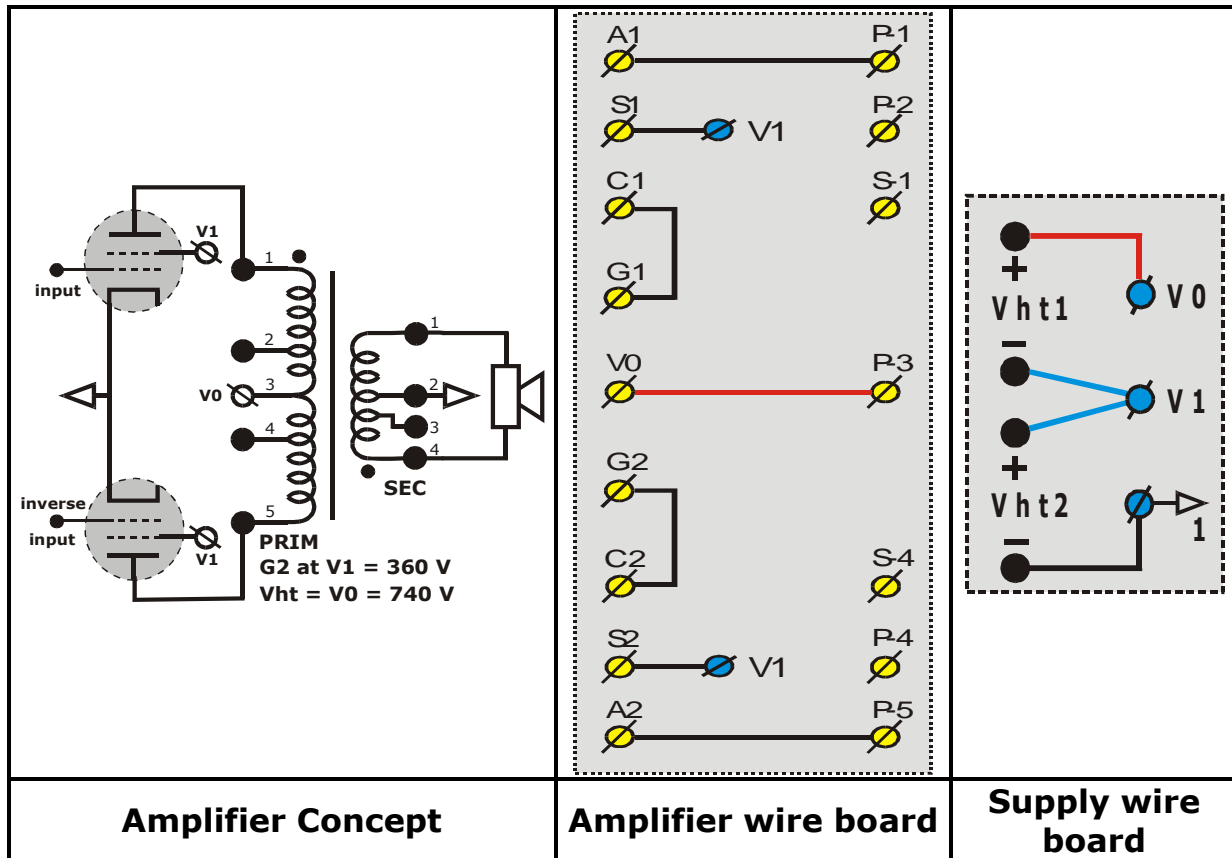 V1
input
1
2
3
V0
4
inverse
input
V1
5
PRIM
G2 at V1 = 360 V
Vht = V0 = 740 V
1
2
3
4
SEC
A1 P-1
S1 V1 P-2
C1 S-1
G1
V0 P-3
G2
C2 S-4
S2 V1 P-4
A2 P-5
+
Vht1 V0
−
V1
+
Vht2
− 1
Amplifier Concept
Amplifier wire board
Supply wire
board